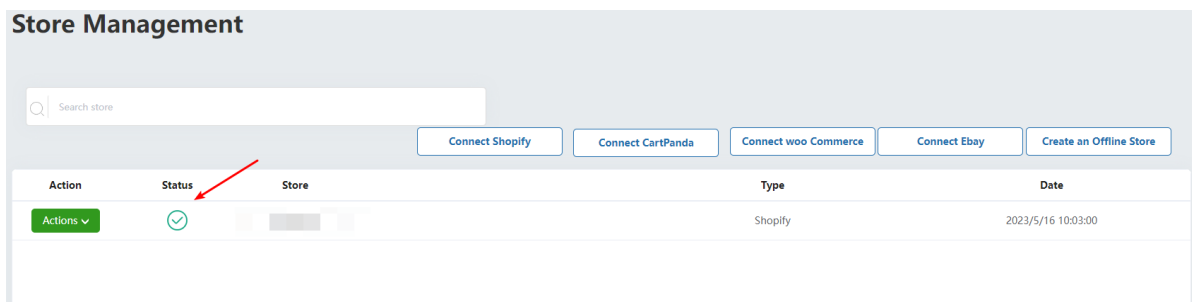 Store Management
Search store
Connect Shopify Connect CartPanda Connect woo Commerce Connect Ebay Create an Offline Store
Action Status Store Type Date
Actions Shopify 2023/5/16 10:03:00